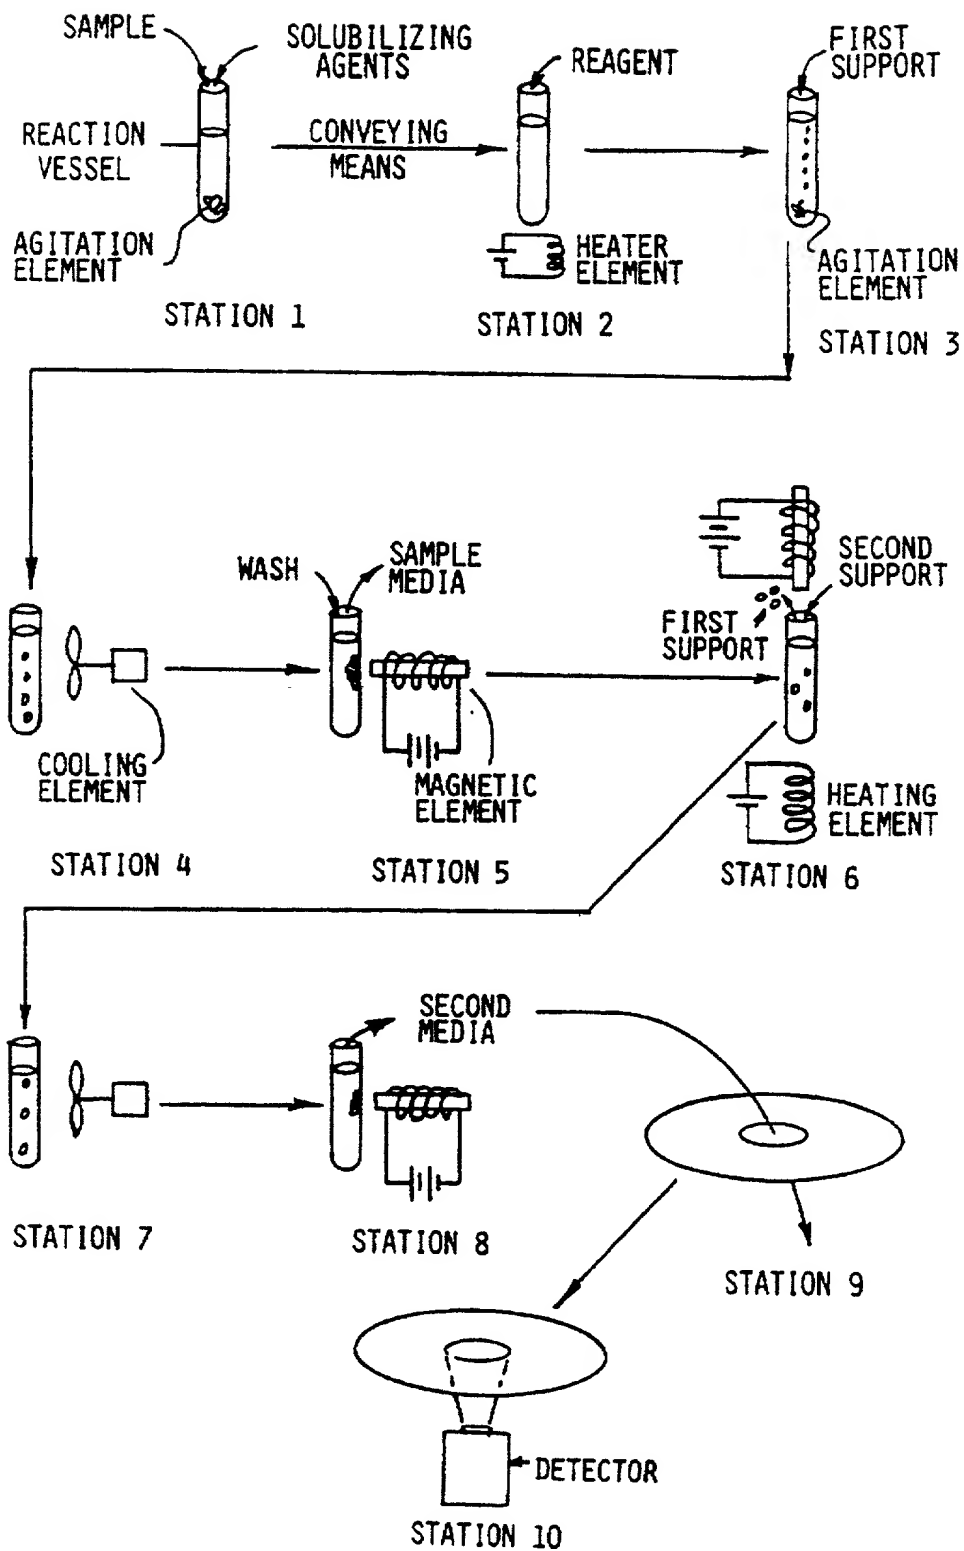 SAMPLE
SOLUBILIZING
AGENTS
REACTION
VESSEL
AGITATION
ELEMENT
STATION 1
CONVEYING
MEANS
REAGENT
HEATER
ELEMENT
STATION 2
FIRST
SUPPORT
AGITATION
ELEMENT
STATION 3
COOLING
ELEMENT
STATION 4
WASH
SAMPLE
MEDIA
MAGNETIC
ELEMENT
STATION 5
FIRST
SUPPORT
SECOND
SUPPORT
HEATING
ELEMENT
STATION 6
STATION 7
SECOND
MEDIA
STATION 8
STATION 9
DETECTOR
STATION 10